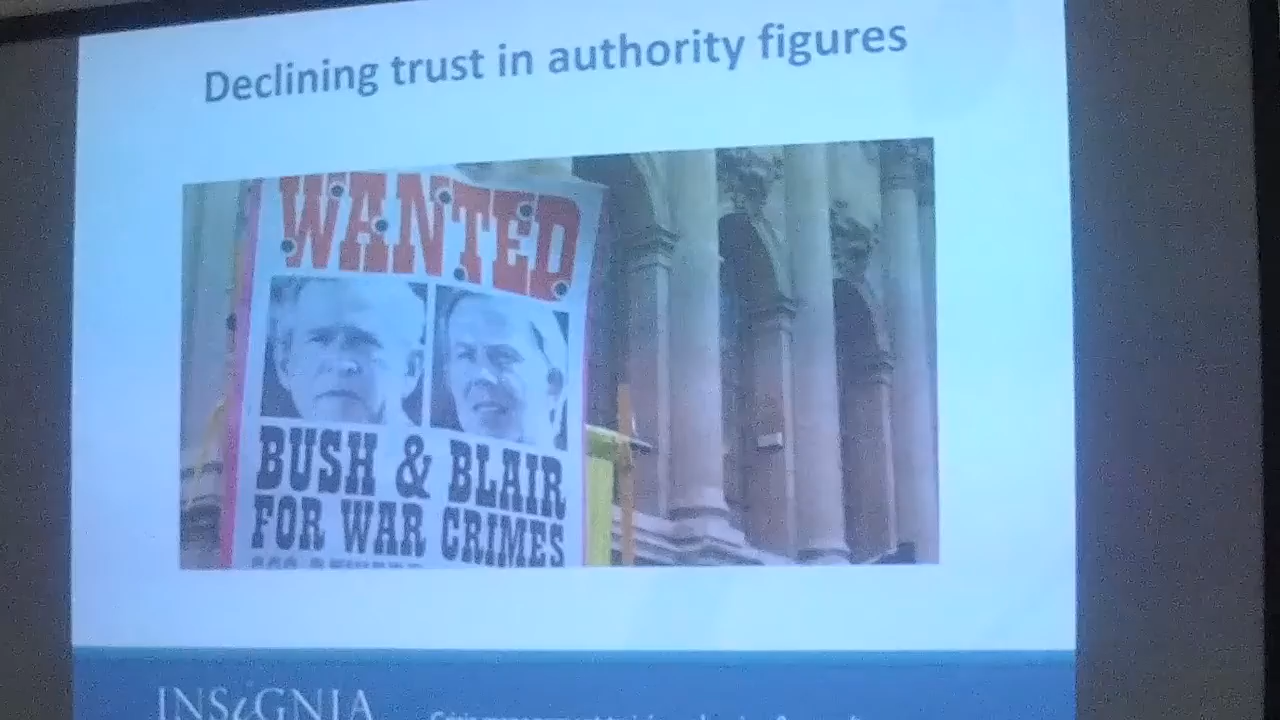 Declining trust in authority figures
WANTED
BUSH & BLAIR
FOR WAR CRIMES
INSiGNIA